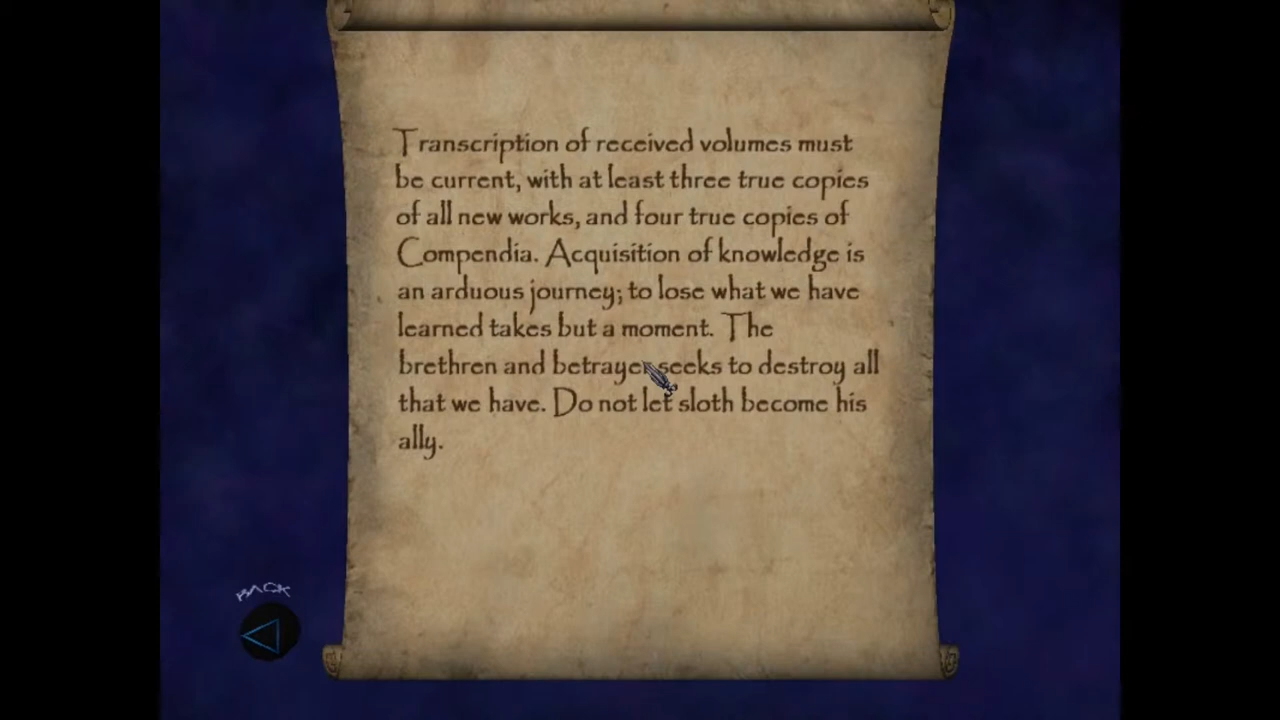 Transcription of received volumes must
be current, with at least three true copies
of all new works, and four true copies of
Compendia. Acquisition of knowledge is
an arduous journey; to lose what we have
learned takes but a moment. The
brethren and betrayer seeks to destroy all
that we have. Do not let sloth become his
ally.
BACK